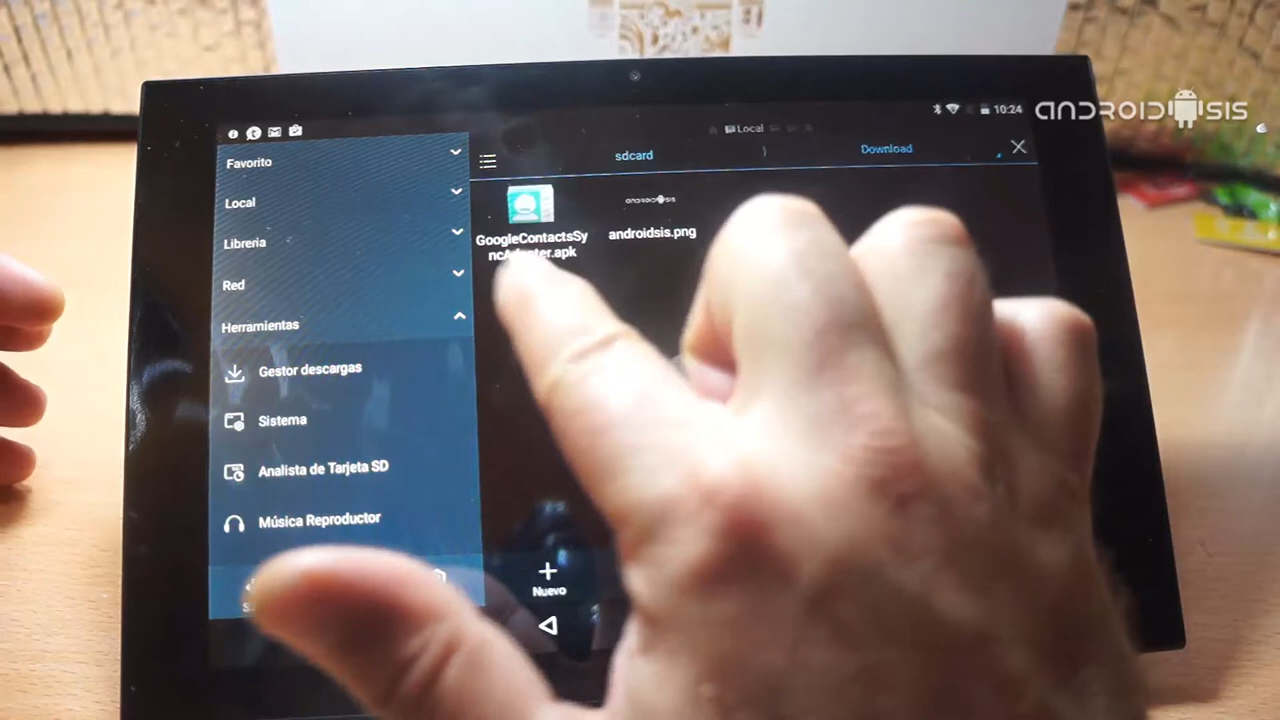 10:24
ANDROIDSIS
Local
sdcard
Download
Favorito
Local
Libreria
Red
Herramientas
Gestor descargas
Sistema
Analista de Tarjeta SD
Música Reproductor
GoogleContactsSy
ncAdapter.apk
androidsis
androidsis.png
Nuevo